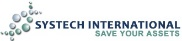 SYSTECH INTERNATIONAL
SAVE YOUR ASSETS